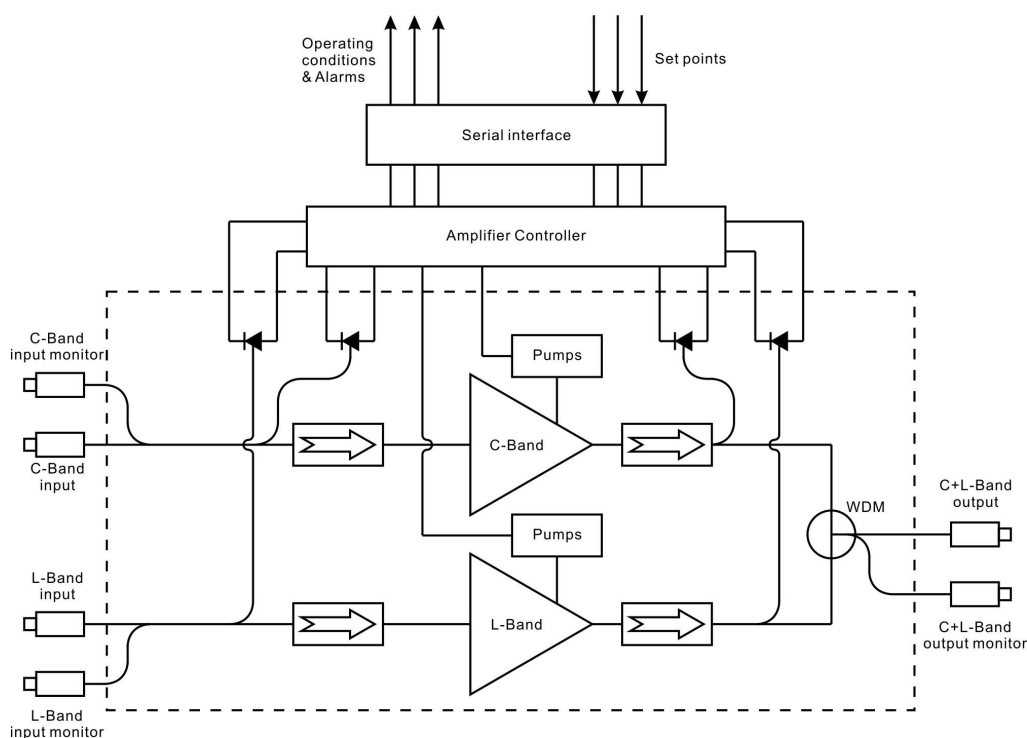 Operating
conditions
& Alarms
Set points
Serial interface
Amplifier Controller
C-Band
input monitor
Pumps
C-Band
C-Band
input
WDM
C+L-Band
output
Pumps
L-Band
input
L-Band
C+L-Band
output monitor
L-Band
input monitor